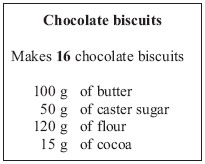 Chocolate biscuits
Makes 16 chocolate biscuits
100 g of butter
50 g of caster sugar
120 g of flour
15 g of cocoa